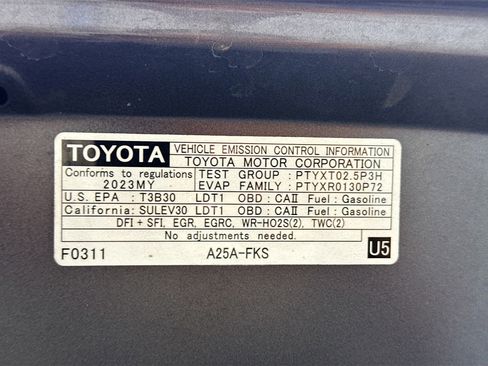 TOYOTA VEHICLE EMISSION CONTROL INFORMATION
TOYOTA MOTOR CORPORATION
Conforms to regulations TEST GROUP : PTYXT02.5P3H
2023MY EVAP FAMILY : PTYXR0130P72
U.S. EPA : T3B30 LDT1 OBD : CAII Fuel : Gasoline
California: SULEV30 LDT1 OBD : CAII Fuel : Gasoline
DFI + SFI, EGR, EGRC, WR-HO2S(2), TWC(2)
No adjustments needed.
F0311 A25A-FKS U5